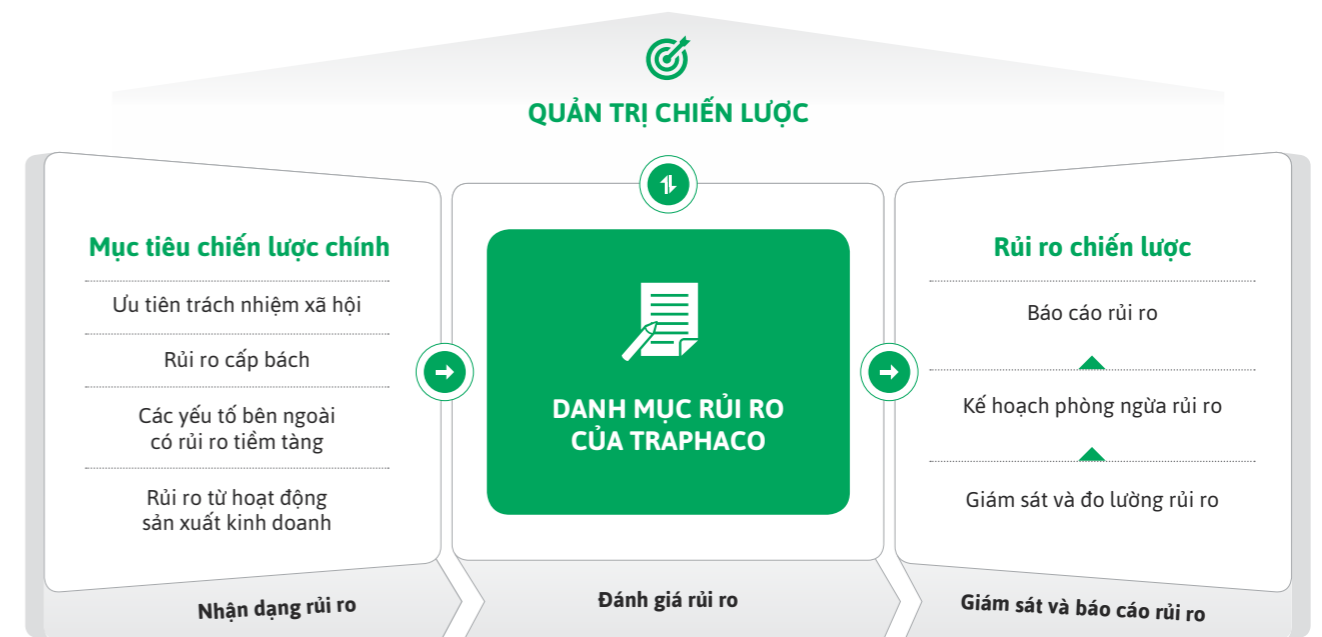 QUẢN TRỊ CHIẾN LƯỢC
Mục tiêu chiến lược chính
Ưu tiên trách nhiệm xã hội
Rủi ro cấp bách
Các yếu tố bên ngoài
có rủi ro tiềm tàng
Rủi ro từ hoạt động
sản xuất kinh doanh
Nhận dạng rủi ro
DANH MỤC RỦI RO
CỦA TRAPHACO
Đánh giá rủi ro
Rủi ro chiến lược
Báo cáo rủi ro
Kế hoạch phòng ngừa rủi ro
Giám sát và đo lường rủi ro
Giám sát và báo cáo rủi ro